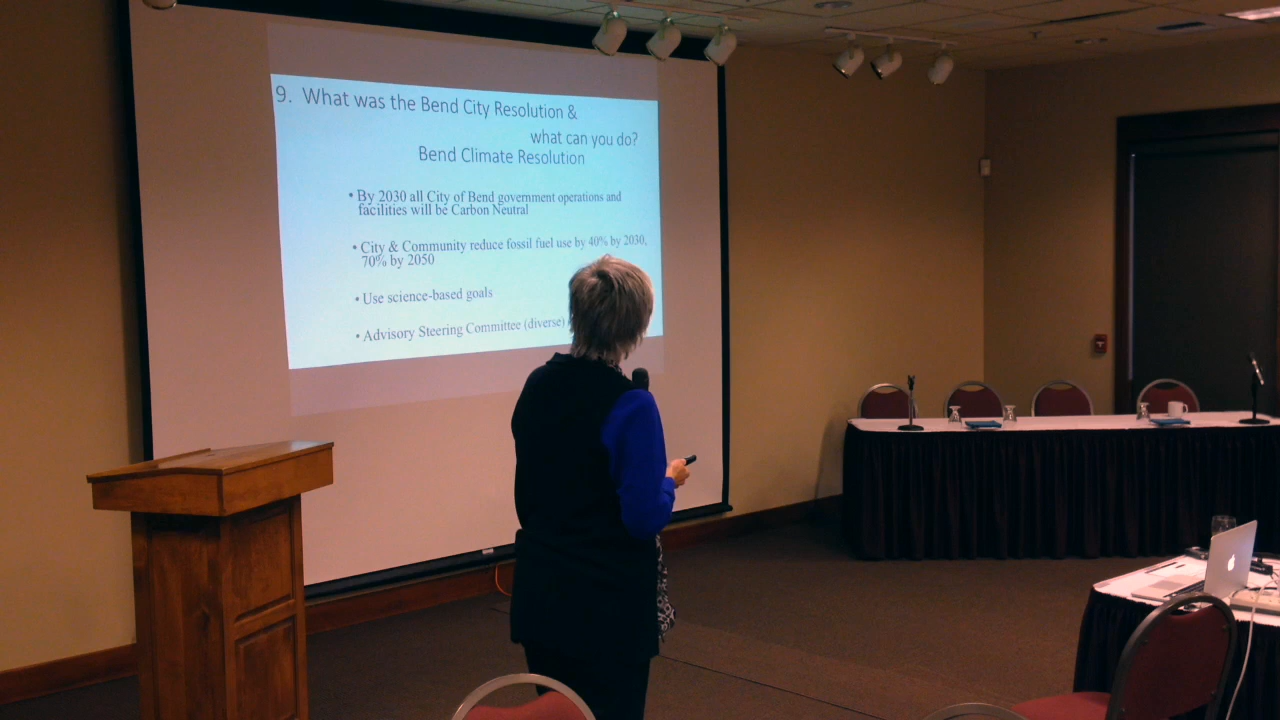 9. What was the Bend City Resolution &
what can you do?
Bend Climate Resolution
• By 2030 all City of Bend government operations and
facilities will be Carbon Neutral
• City & Community reduce fossil fuel use by 40% by 2030,
70% by 2050
• Use science-based goals
• Advisory Steering Committee (diverse)